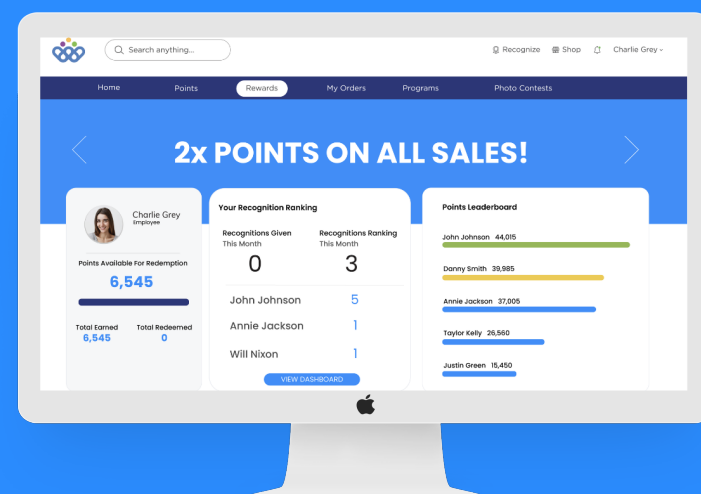 Search anything...
Recognize Shop Charlie Grey
Home Points Rewards My Orders Programs Photo Contests
2x POINTS ON ALL SALES!
Charlie Grey
Employee
Points Available For Redemption
6,545
Total Earned Total Redeemed
6,545 0
Your Recognition Ranking
Recognitions Given Recognitions Ranking
This Month This Month
0 3
John Johnson 5
Annie Jackson 1
Will Nixon 1
VIEW DASHBOARD
Points Leaderboard
John Johnson 44,015
Danny Smith 39,985
Annie Jackson 37,005
Taylor Kelly 26,560
Justin Green 15,450